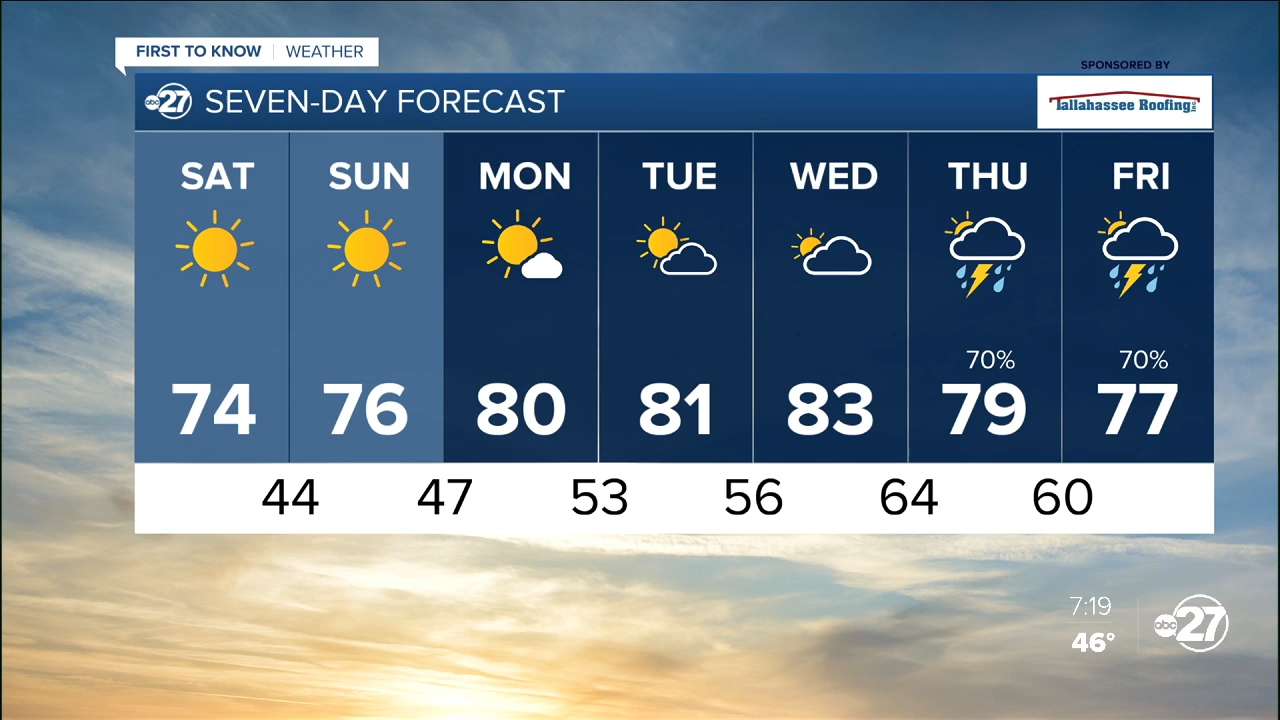 FIRST TO KNOW | WEATHER
SPONSORED BY
abc 27 SEVEN-DAY FORECAST
Tallahassee Roofing Inc
SAT SUN MON TUE WED THU FRI
70% 70%
74 76 80 81 83 79 77
44 47 53 56 64 60
7:19
46°
abc 27